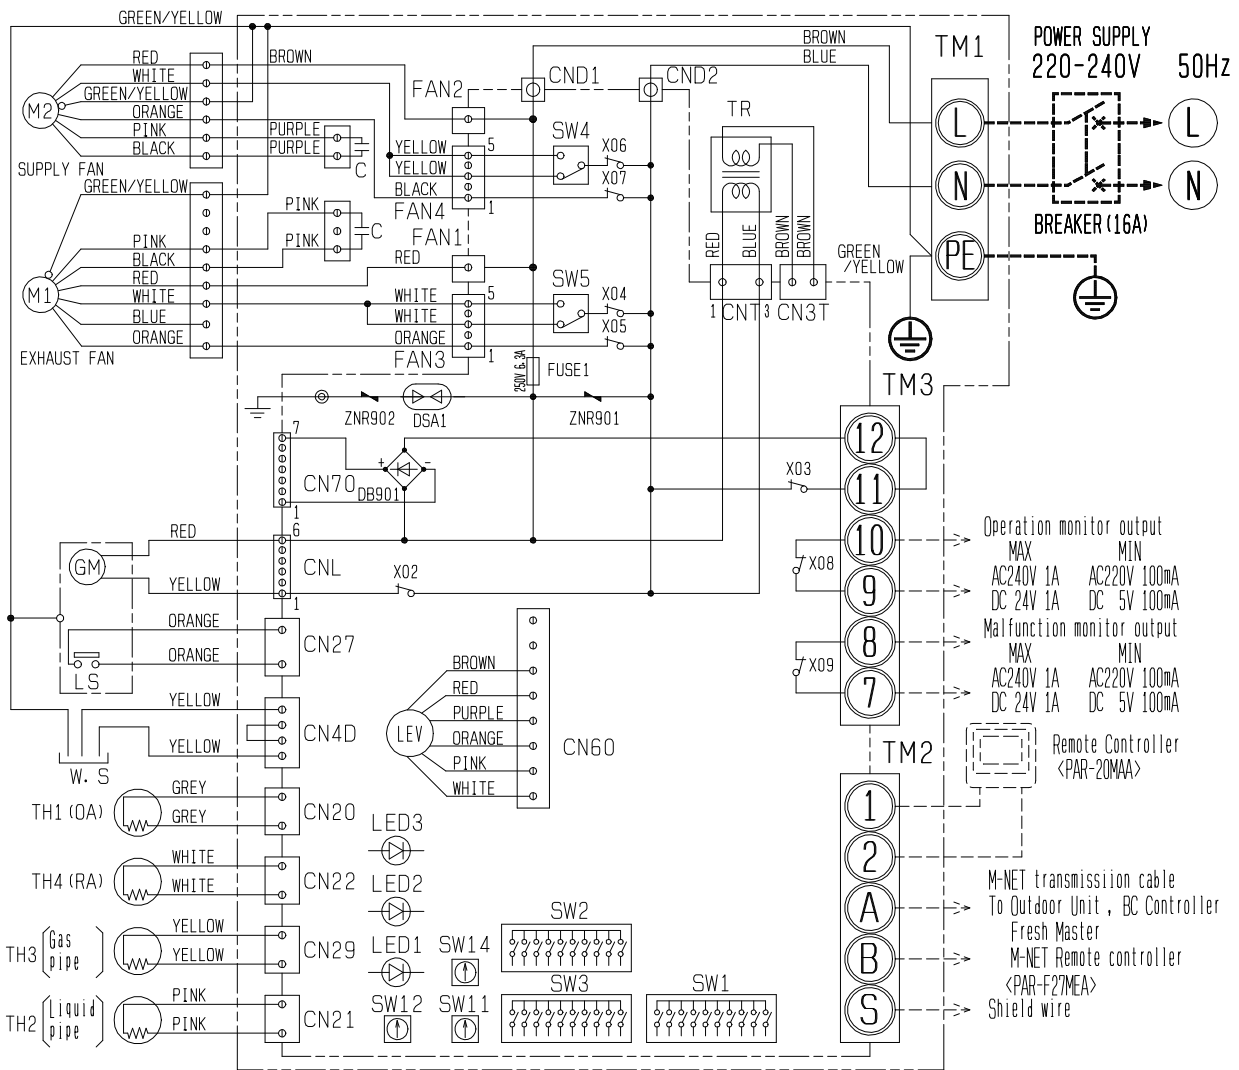 GREEN/YELLOW
BROWN
BLUE
TM1
POWER SUPPLY
220-240V 50Hz
RED
WHITE
GREEN/YELLOW
ORANGE
PINK
BLACK
M2
SUPPLY FAN
BROWN
PURPLE
PURPLE
C
FAN2
CND1
CND2
TR
L
N
PE
L
N
BREAKER(16A)
YELLOW
YELLOW
BLACK
5
1
FAN4
SW4
X06
X07
GREEN/YELLOW
PINK
PINK
C
FAN1
RED
PINK
BLACK
RED
WHITE
BLUE
ORANGE
M1
EXHAUST FAN
WHITE
WHITE
ORANGE
5
1
FAN3
SW5
X04
X05
RED
BLUE
BROWN
BROWN
1 CNT 3 CN3T
GREEN
/YELLOW
250V 6.3A
FUSE1
ZNR902
DSA1
ZNR901
TM3
7
CN70
1
+
-
DB901
X03
12
11
10
9
8
7
RED
YELLOW
GM
6
CNL
1
X02
X08
X09
Operation monitor output
MAX MIN
AC240V 1A AC220V 100mA
DC 24V 1A DC 5V 100mA
Malfunction monitor output
MAX MIN
AC240V 1A AC220V 100mA
DC 24V 1A DC 5V 100mA
ORANGE
ORANGE
LS
CN27
YELLOW
YELLOW
W. S
CN4D
BROWN
RED
PURPLE
ORANGE
PINK
WHITE
LEV
CN60
TM2
Remote Controller
<PAR-20MAA>
1
2
A
B
S
M-NET transmissiion cable
To Outdoor Unit , BC Controller
Fresh Master
M-NET Remote controller
<PAR-F27MEA>
Shield wire
TH1(OA)
GREY
GREY
CN20
TH4(RA)
WHITE
WHITE
CN22
TH3
Gas
pipe
YELLOW
YELLOW
CN29
TH2
Liquid
pipe
PINK
PINK
CN21
LED3
LED2
LED1
SW14
SW12
SW11
SW2
SW3
SW1